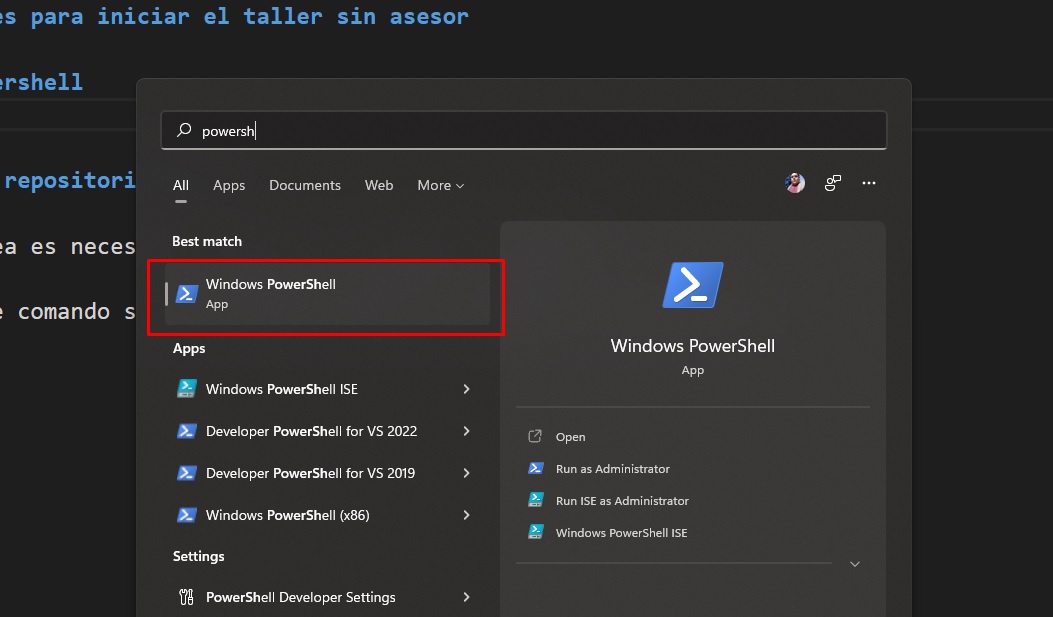 es para iniciar el taller sin asesor
ershell
powersh
repositori
All Apps Documents Web More
ea es neces
Best match
Windows PowerShell
App
e comando s
Apps
Windows PowerShell ISE
Developer PowerShell for VS 2022
Developer PowerShell for VS 2019
Windows PowerShell (x86)
Settings
PowerShell Developer Settings
Windows PowerShell
App
Open
Run as Administrator
Run ISE as Administrator
Windows PowerShell ISE